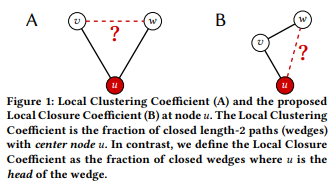 A
B
v
w
?
u
w
v
?
u
Figure 1: Local Clustering Coefficient (A) and the proposed
Local Closure Coefficient (B) at node u. The Local Clustering
Coefficient is the fraction of closed length-2 paths (wedges)
with center node u. In contrast, we define the Local Closure
Coefficient as the fraction of closed wedges where u is the
head of the wedge.